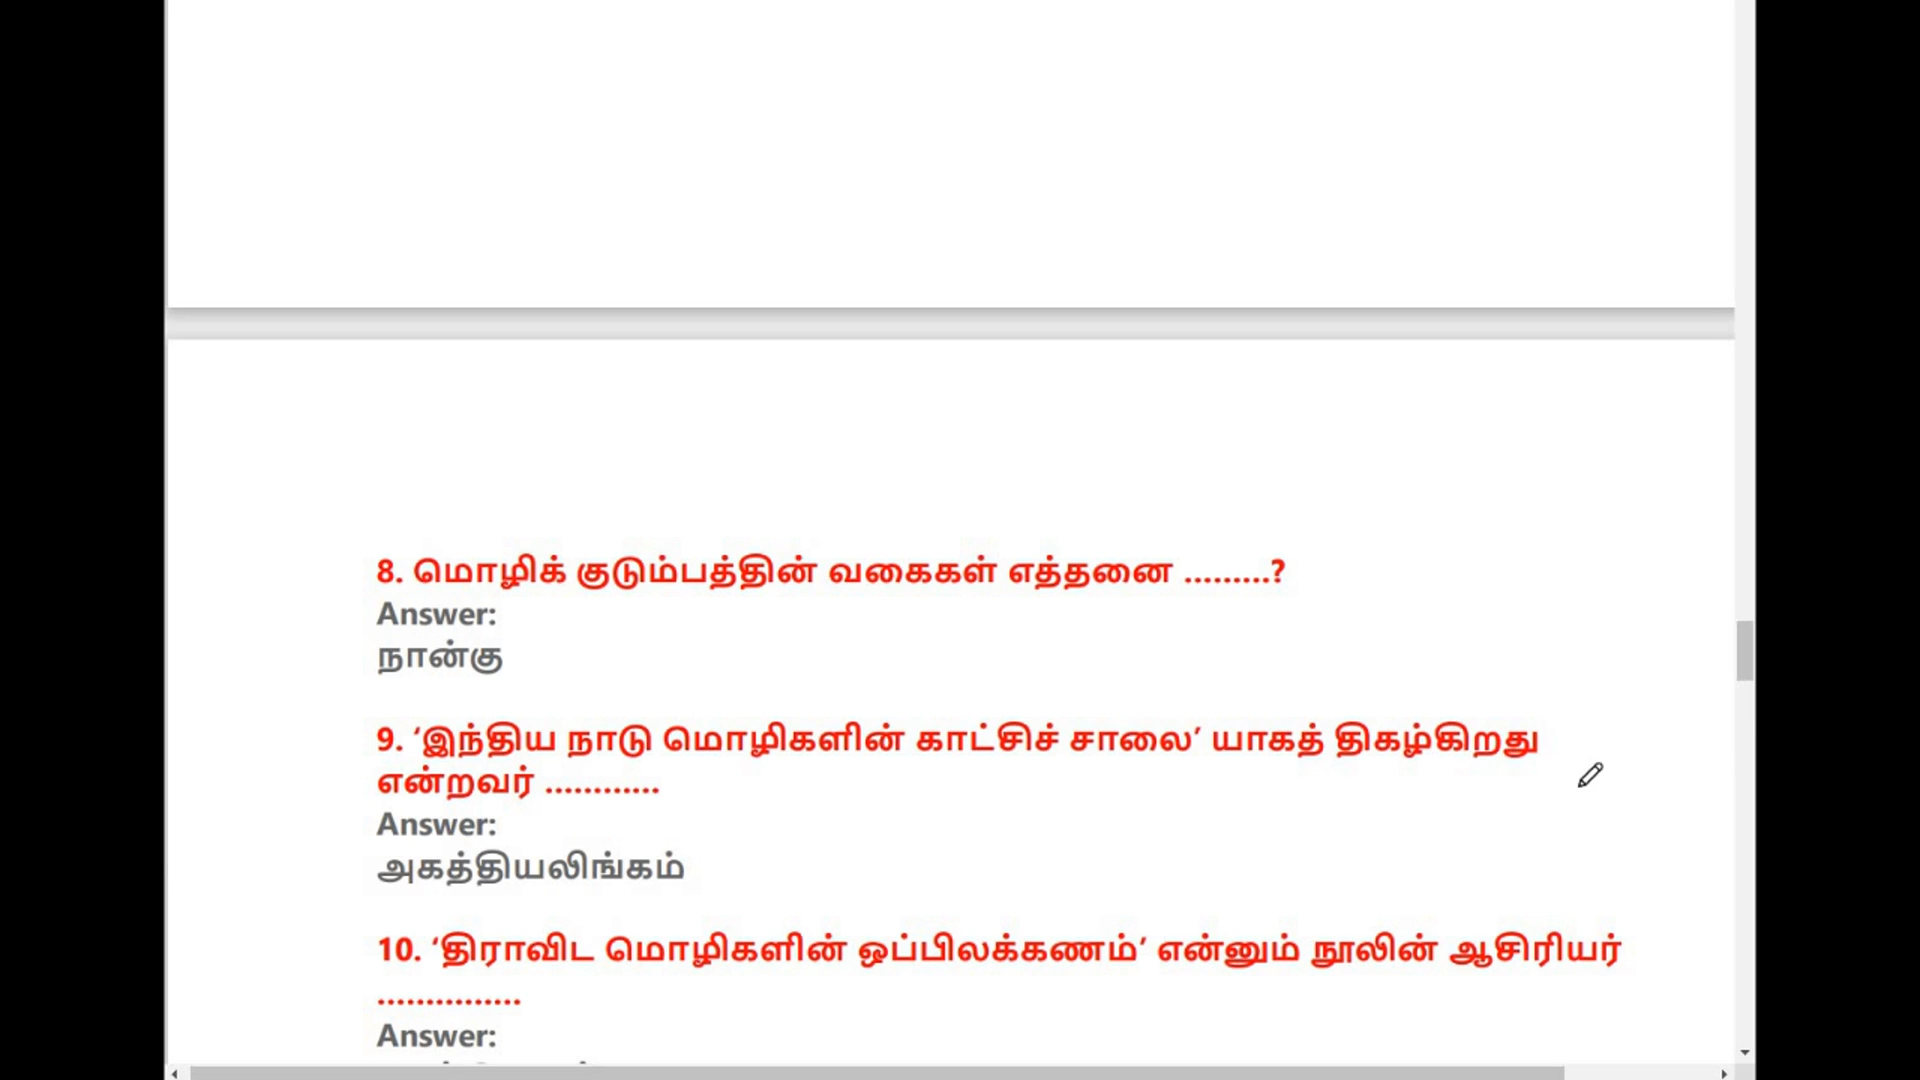 8. மொழிக் குடும்பத்தின் வகைகள் எத்தனை .........?
Answer:
நான்கு
9. ‘இந்திய நாடு மொழிகளின் காட்சிச் சாலை’ யாகத் திகழ்கிறது
என்றவர் ............
Answer:
அகத்தியலிங்கம்
10. ‘திராவிட மொழிகளின் ஒப்பிலக்கணம்’ என்னும் நூலின் ஆசிரியர்
...............
Answer: